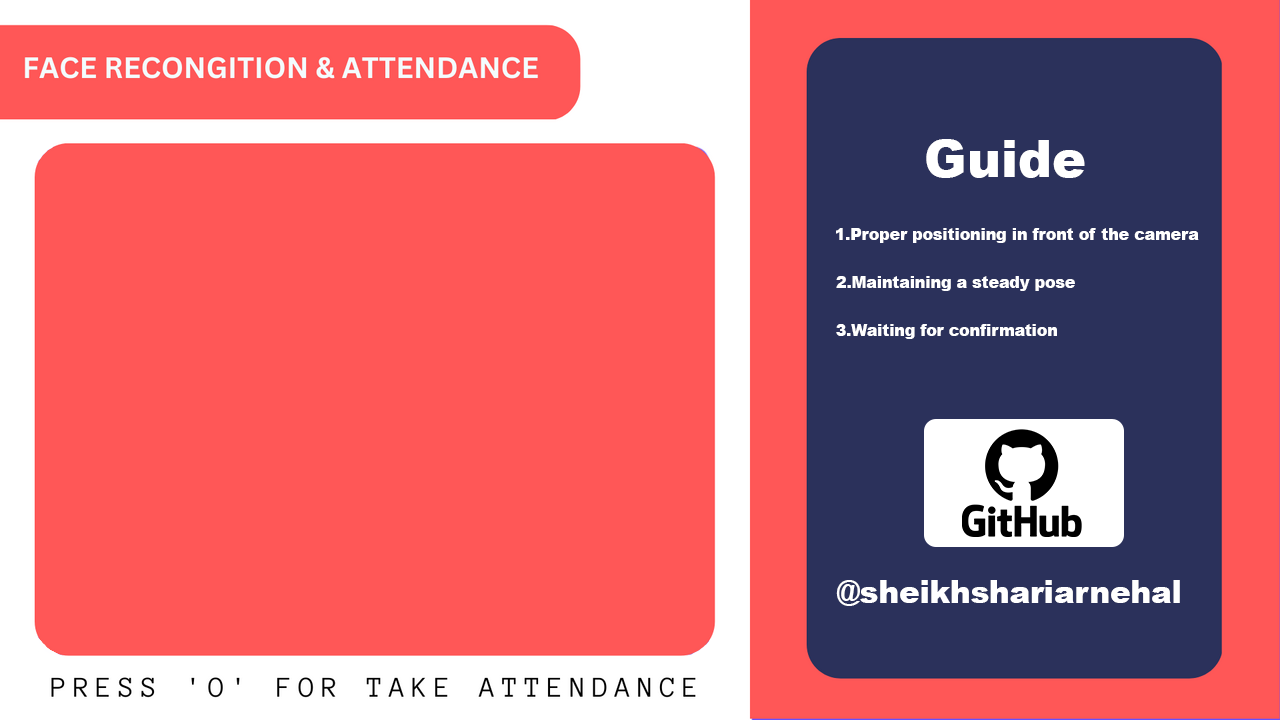 FACE RECONGITION & ATTENDANCE
PRESS 'O' FOR TAKE ATTENDANCE
Guide
1.Proper positioning in front of the camera
2.Maintaining a steady pose
3.Waiting for confirmation
GitHub
@sheikhshariarnehal